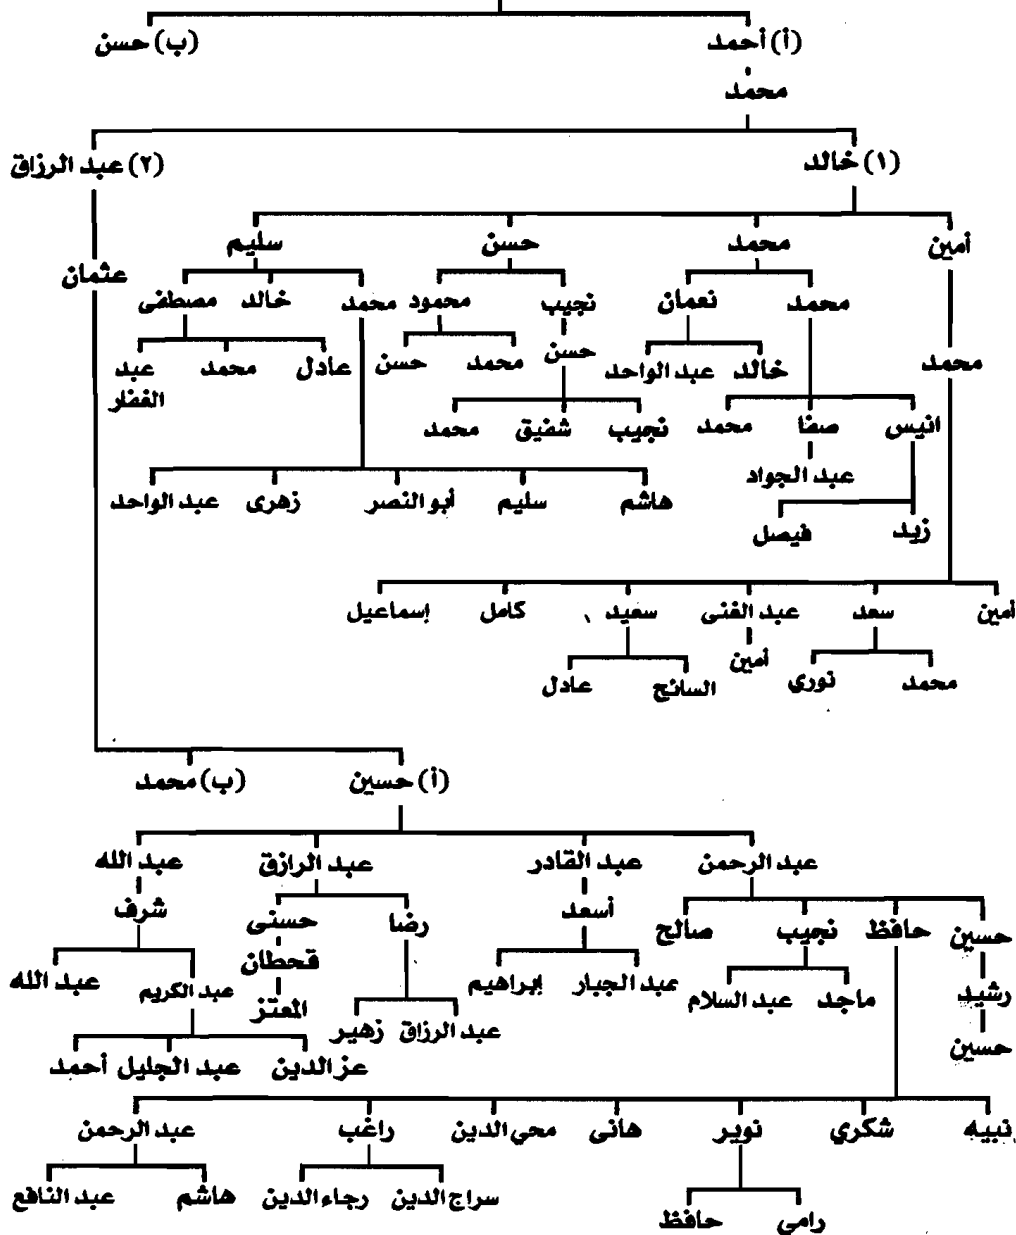 (أ) أحمد (ب) حسن
محمد
(١) خالد (٢) عبد الرزاق
أمين محمد حسن سليم
عثمان
محمد نعمان نجيب محمود محمد خالد مصطفى
محمد خالد عبد الواحد حسن محمد حسن عادل محمد عبد الغفار
انيس صفا محمد نجيب شفيق محمد
عبد الجواد
هاشم سليم أبو النصر زهرى عبد الواحد
زيد فيصل
أمين سعد عبد الغنى سعيد كامل إسماعيل
محمد نوري أمين السائح عادل
(أ) حسين (ب) محمد
عبد الرحمن عبد القادر عبد الرازق عبد الله
حسين حافظ نجيب صالح أسعد رضا حسنى شرف
رشيد ماجد عبد السلام عبد الجبار إبراهيم قحطان عبد الكريم عبد الله
حسين عبد الرزاق زهير المعتز
عز الدين عبد الجليل أحمد
نبيه شكري نوير هانى محي الدين راغب عبد الرحمن
سراج الدين رجاء الدين هاشم عبد النافع
رامي حافظ